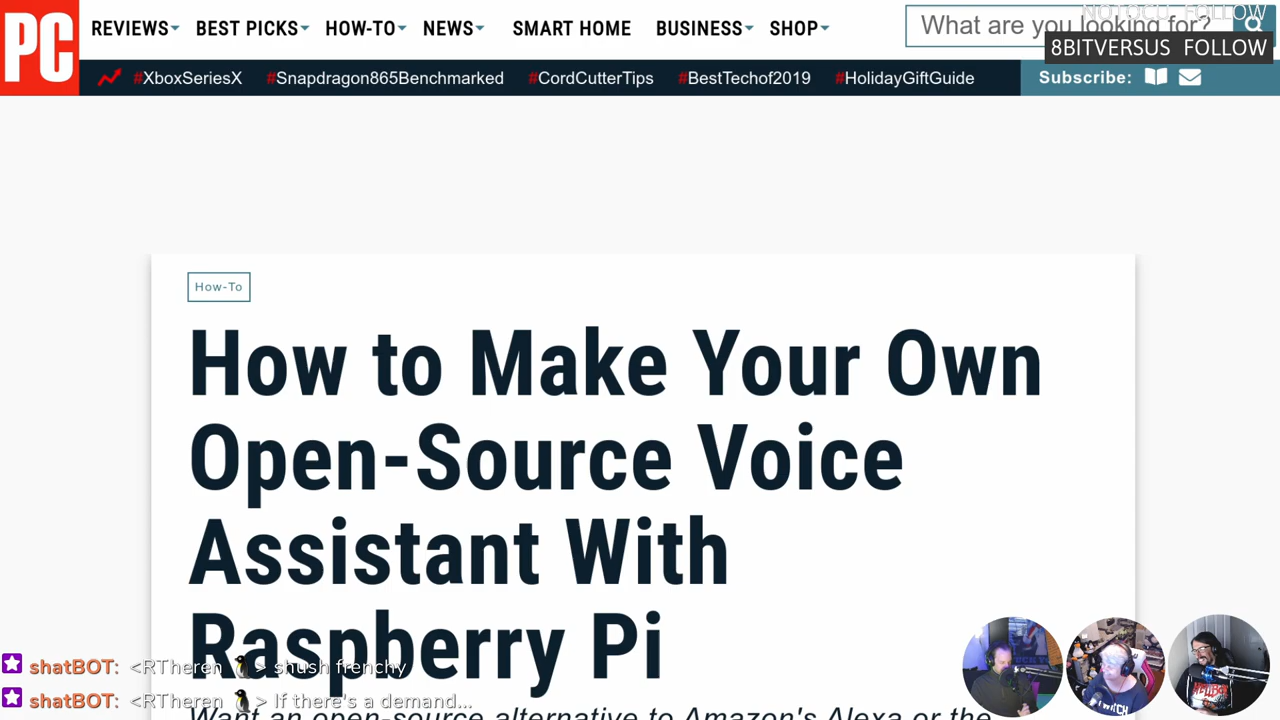 PC
REVIEWS BEST PICKS HOW-TO NEWS SMART HOME BUSINESS SHOP
What are you looking for?
NOTOCU FOLLOW
8BITVERSUS FOLLOW
#XboxSeriesX #Snapdragon865Benchmarked #CordCutterTips #BestTechof2019 #HolidayGiftGuide
Subscribe:
How-To
How to Make Your Own
Open-Source Voice
Assistant With
Raspberry Pi
shatBOT: <RTheren 🐧> shush frenchy
shatBOT: <RTheren 🐧> If there's a demand...
Want an open-source alternative to Amazon's Alexa or the